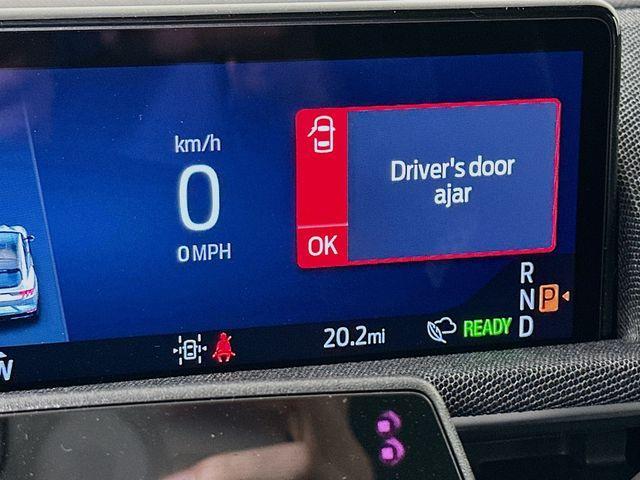 km/h
0
0 MPH
Driver's door
ajar
OK
R
N P
D
20.2mi
READY
W